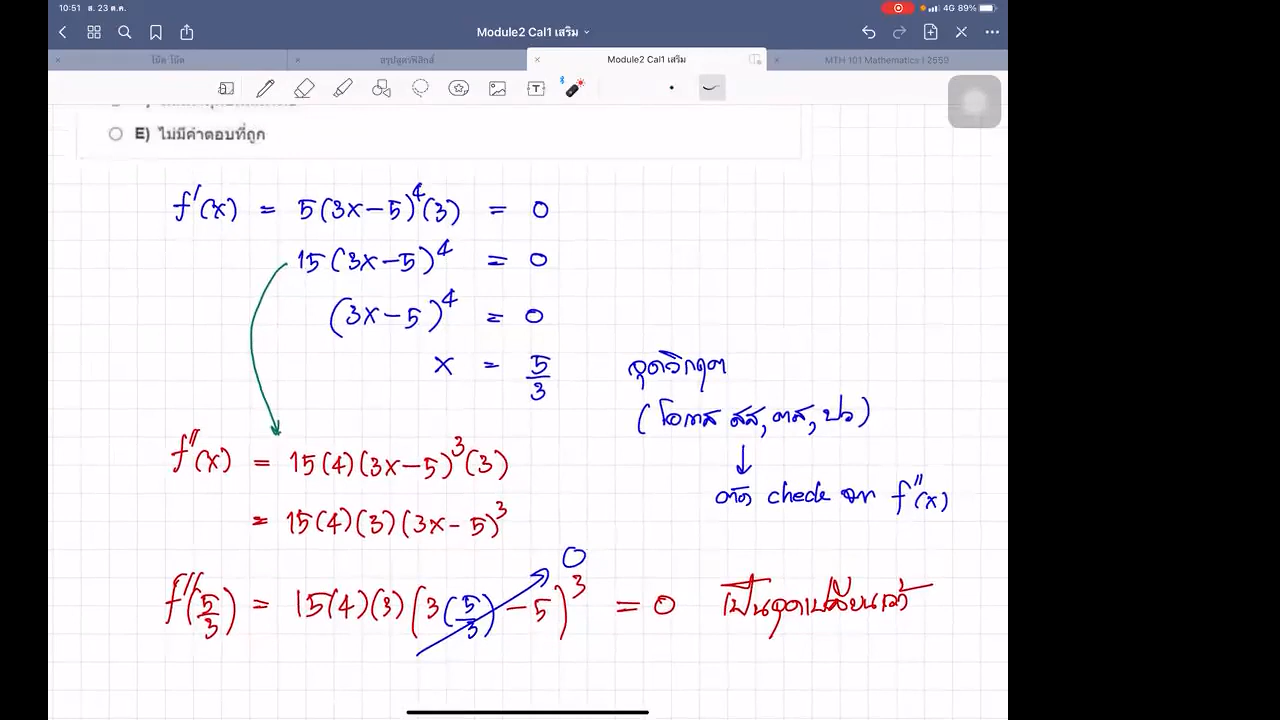 10:51 ส. 23 ต.ค.
4G 89%
Module2 Cal1 เสริม
โน๊ต โน๊ต
สรุปสูตรฟิสิกส์
Module2 Cal1 เสริม
MTH 101 Mathematics I 2559
E) ไม่มีคำตอบที่ถูก
f'(x) = 5(3x-5)^4(3) = 0
15(3x-5)^4 = 0
(3x-5)^4 = 0
x = 5/3
จุดวิกฤต
(โอกาส สส, ตส, ปว)
↓
check f''(x)
f''(x) = 15(4)(3x-5)^3(3)
= 15(4)(3)(3x-5)^3
0
f''(5/3) = 15(4)(3)(3(5/3)-5)^3 = 0 เป็นจุดเปลี่ยนเว้า